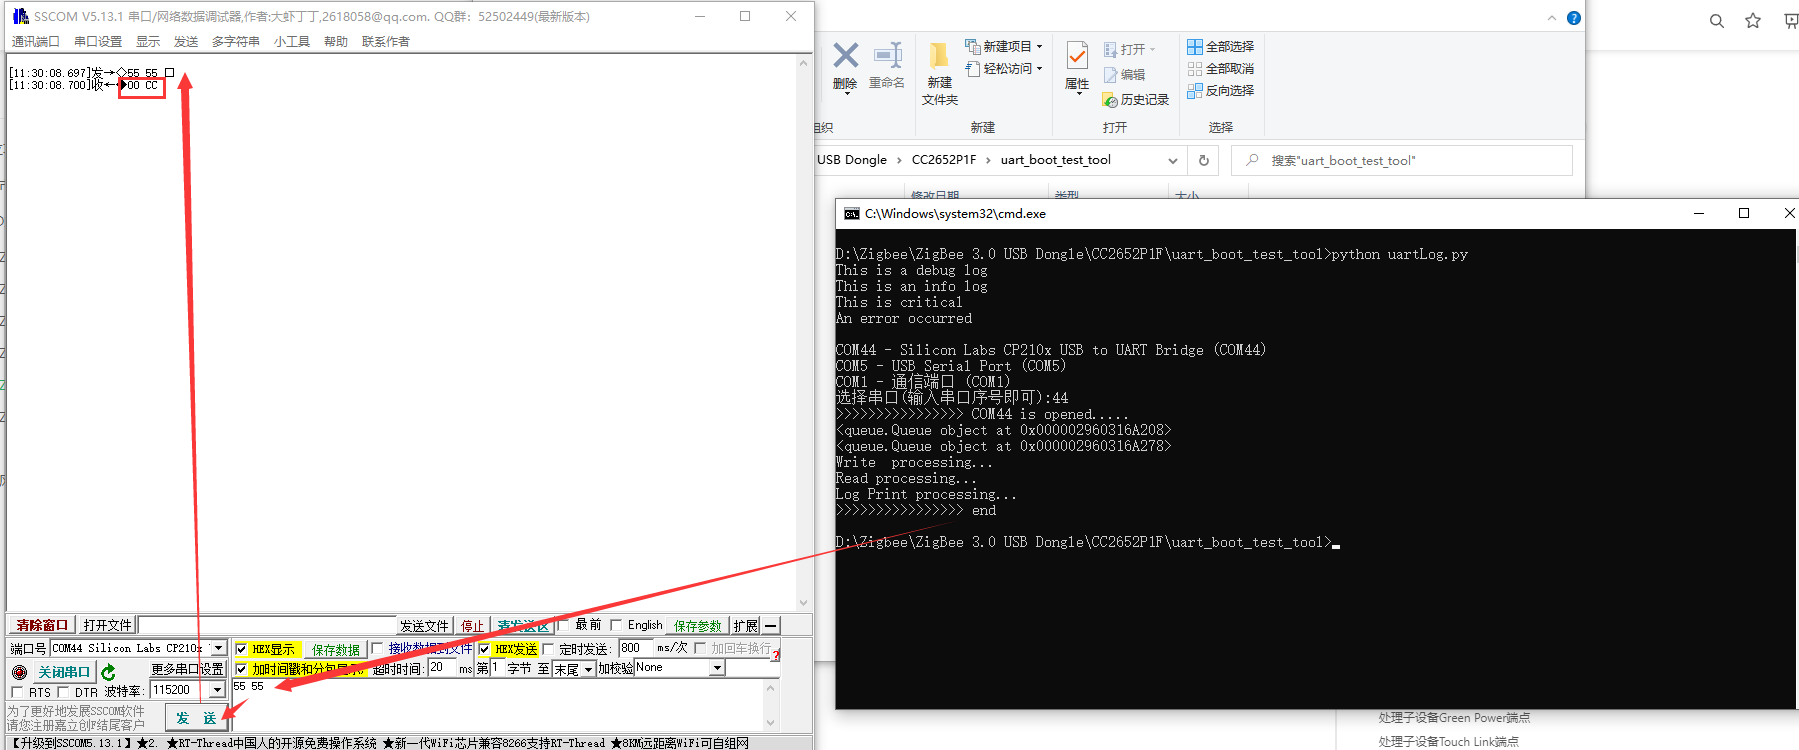 SSCOM V5.13.1 串口/网络数据调试器,作者:大虾丁丁,2618058@qq.com. QQ群：52502449(最新版本)
通讯端口 串口设置 显示 发送 多字符串 小工具 帮助 联系作者
[11:30:08.697]发→◇55 55 □
[11:30:08.700]收←◆00 CC
删除
重命名
新建
文件夹
新建项目
轻松访问
属性
打开
编辑
历史记录
全部选择
全部取消
反向选择
组织
新建
打开
选择
USB Dongle › CC2652P1F › uart_boot_test_tool
搜索"uart_boot_test_tool"
修改日期 类型 大小
C:\Windows\system32\cmd.exe
D:\Zigbee\ZigBee 3.0 USB Dongle\CC2652P1F\uart_boot_test_tool>python uartLog.py
This is a debug log
This is an info log
This is critical
An error occurred
COM44 - Silicon Labs CP210x USB to UART Bridge (COM44)
COM5 - USB Serial Port (COM5)
COM1 - 通信端口 (COM1)
选择串口(输入串口序号即可):44
>>>>>>>>>>>>>>>> COM44 is opened.....
<queue.Queue object at 0x000002960316A208>
<queue.Queue object at 0x000002960316A278>
Write  processing...
Read processing...
Log Print processing...
>>>>>>>>>>>>>>>> end
D:\Zigbee\ZigBee 3.0 USB Dongle\CC2652P1F\uart_boot_test_tool>
清除窗口 打开文件 发送文件 停止 清发送区 最前 English 保存参数 扩展 —
端口号 COM44 Silicon Labs CP210x HEX显示 保存数据 接收数据到文件 HEX发送 定时发送: 800 ms/次 加回车换行
关闭串口 更多串口设置 加时间戳和分包显示, 超时时间: 20 ms 第 1 字节 至 末尾 加校验 None
RTS DTR 波特率: 115200 55 55
为了更好地发展SSCOM软件
请您注册嘉立创F结尾客户
发 送
【升级到SSCOM5.13.1】★2. ★RT-Thread中国人的开源免费操作系统 ★新一代WiFi芯片兼容8266支持RT-Thread ★8KM远距离WiFi可自组网
处理子设备Green Power端点
处理子设备Touch Link端点